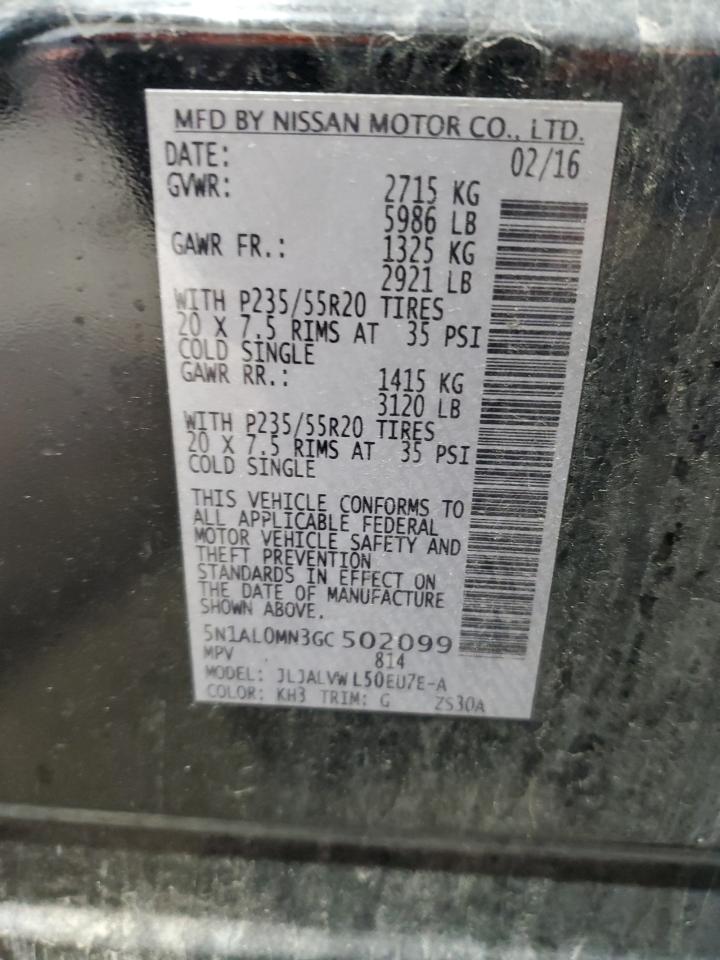 MFD BY NISSAN MOTOR CO., LTD.
DATE: 02/16
GVWR: 2715 KG
5986 LB
GAWR FR.: 1325 KG
2921 LB
WITH P235/55R20 TIRES
20 X 7.5 RIMS AT 35 PSI
COLD SINGLE
GAWR RR.: 1415 KG
3120 LB
WITH P235/55R20 TIRES
20 X 7.5 RIMS AT 35 PSI
COLD SINGLE
THIS VEHICLE CONFORMS TO
ALL APPLICABLE FEDERAL
MOTOR VEHICLE SAFETY AND
THEFT PREVENTION
STANDARDS IN EFFECT ON
THE DATE OF MANUFACTURE
SHOWN ABOVE.
5N1AL0MN3GC 502099
MPV 814
MODEL: JLJALVWL50EU7E-A
COLOR: KH3 TRIM: G ZS30A